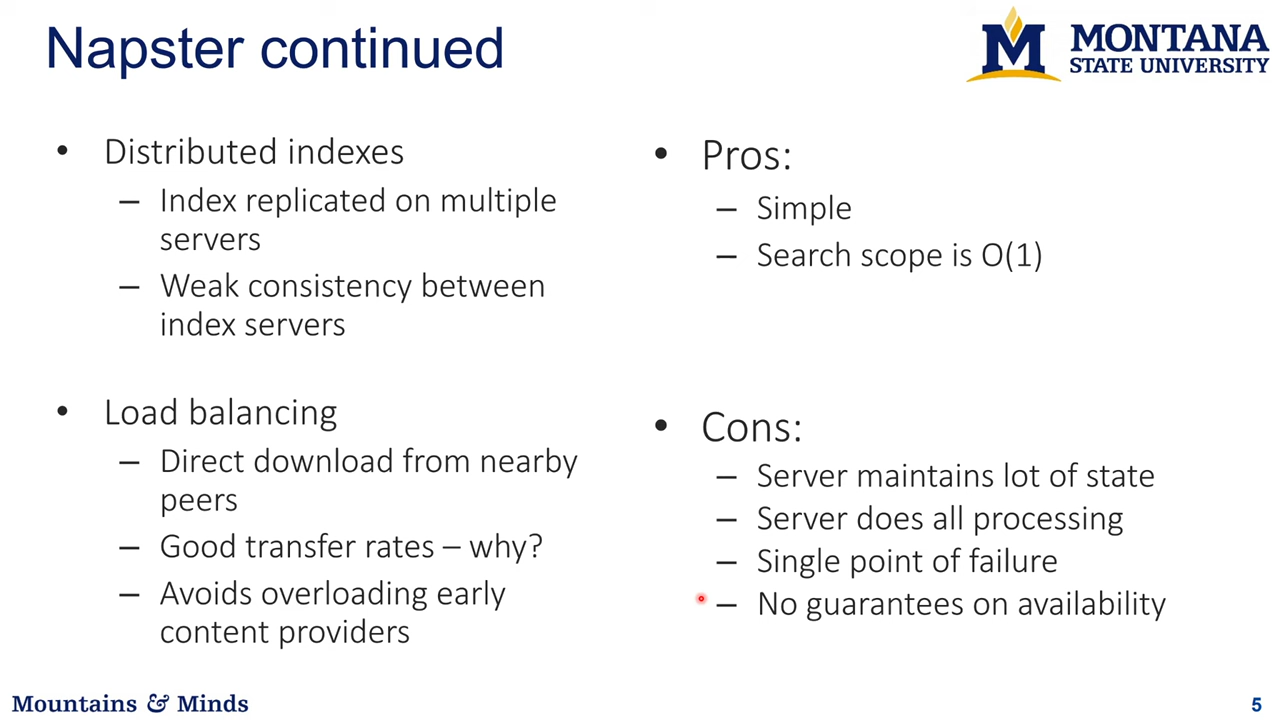 Napster continued
M MONTANA
STATE UNIVERSITY
• Distributed indexes
– Index replicated on multiple
servers
– Weak consistency between
index servers
• Load balancing
– Direct download from nearby
peers
– Good transfer rates – why?
– Avoids overloading early
content providers
• Pros:
– Simple
– Search scope is O(1)
• Cons:
– Server maintains lot of state
– Server does all processing
– Single point of failure
– No guarantees on availability
Mountains & Minds
5